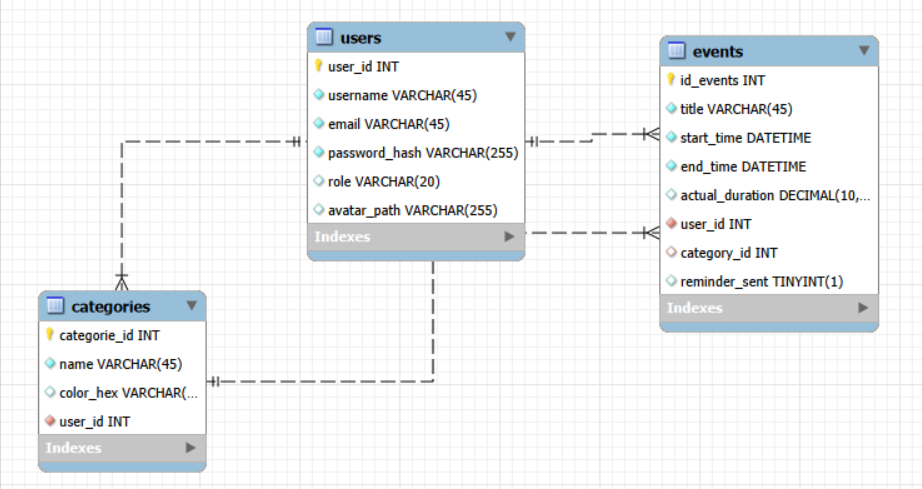 users
user_id INT
username VARCHAR(45)
email VARCHAR(45)
password_hash VARCHAR(255)
role VARCHAR(20)
avatar_path VARCHAR(255)
Indexes
events
id_events INT
title VARCHAR(45)
start_time DATETIME
end_time DATETIME
actual_duration DECIMAL(10,...
user_id INT
category_id INT
reminder_sent TINYINT(1)
Indexes
categories
categorie_id INT
name VARCHAR(45)
color_hex VARCHAR(...
user_id INT
Indexes